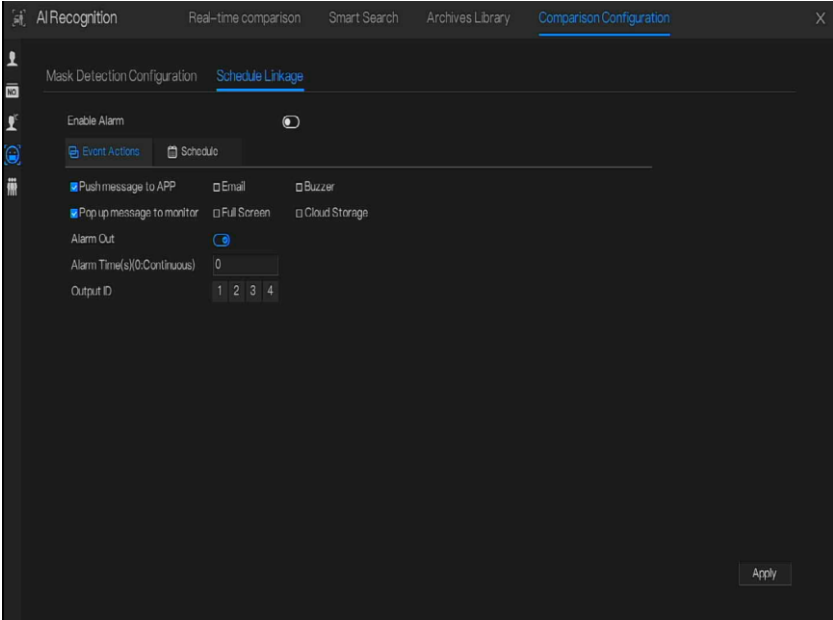 AI Recognition Real-time comparison Smart Search Archives Library Comparison Configuration X
Mask Detection Configuration Schedule Linkage
NO
Enable Alarm
Event Actions Schedule
Push message to APP Email Buzzer
Pop up message to monitor Full Screen Cloud Storage
Alarm Out
Alarm Time(s)(0:Continuous) 0
Output ID 1 2 3 4
Apply